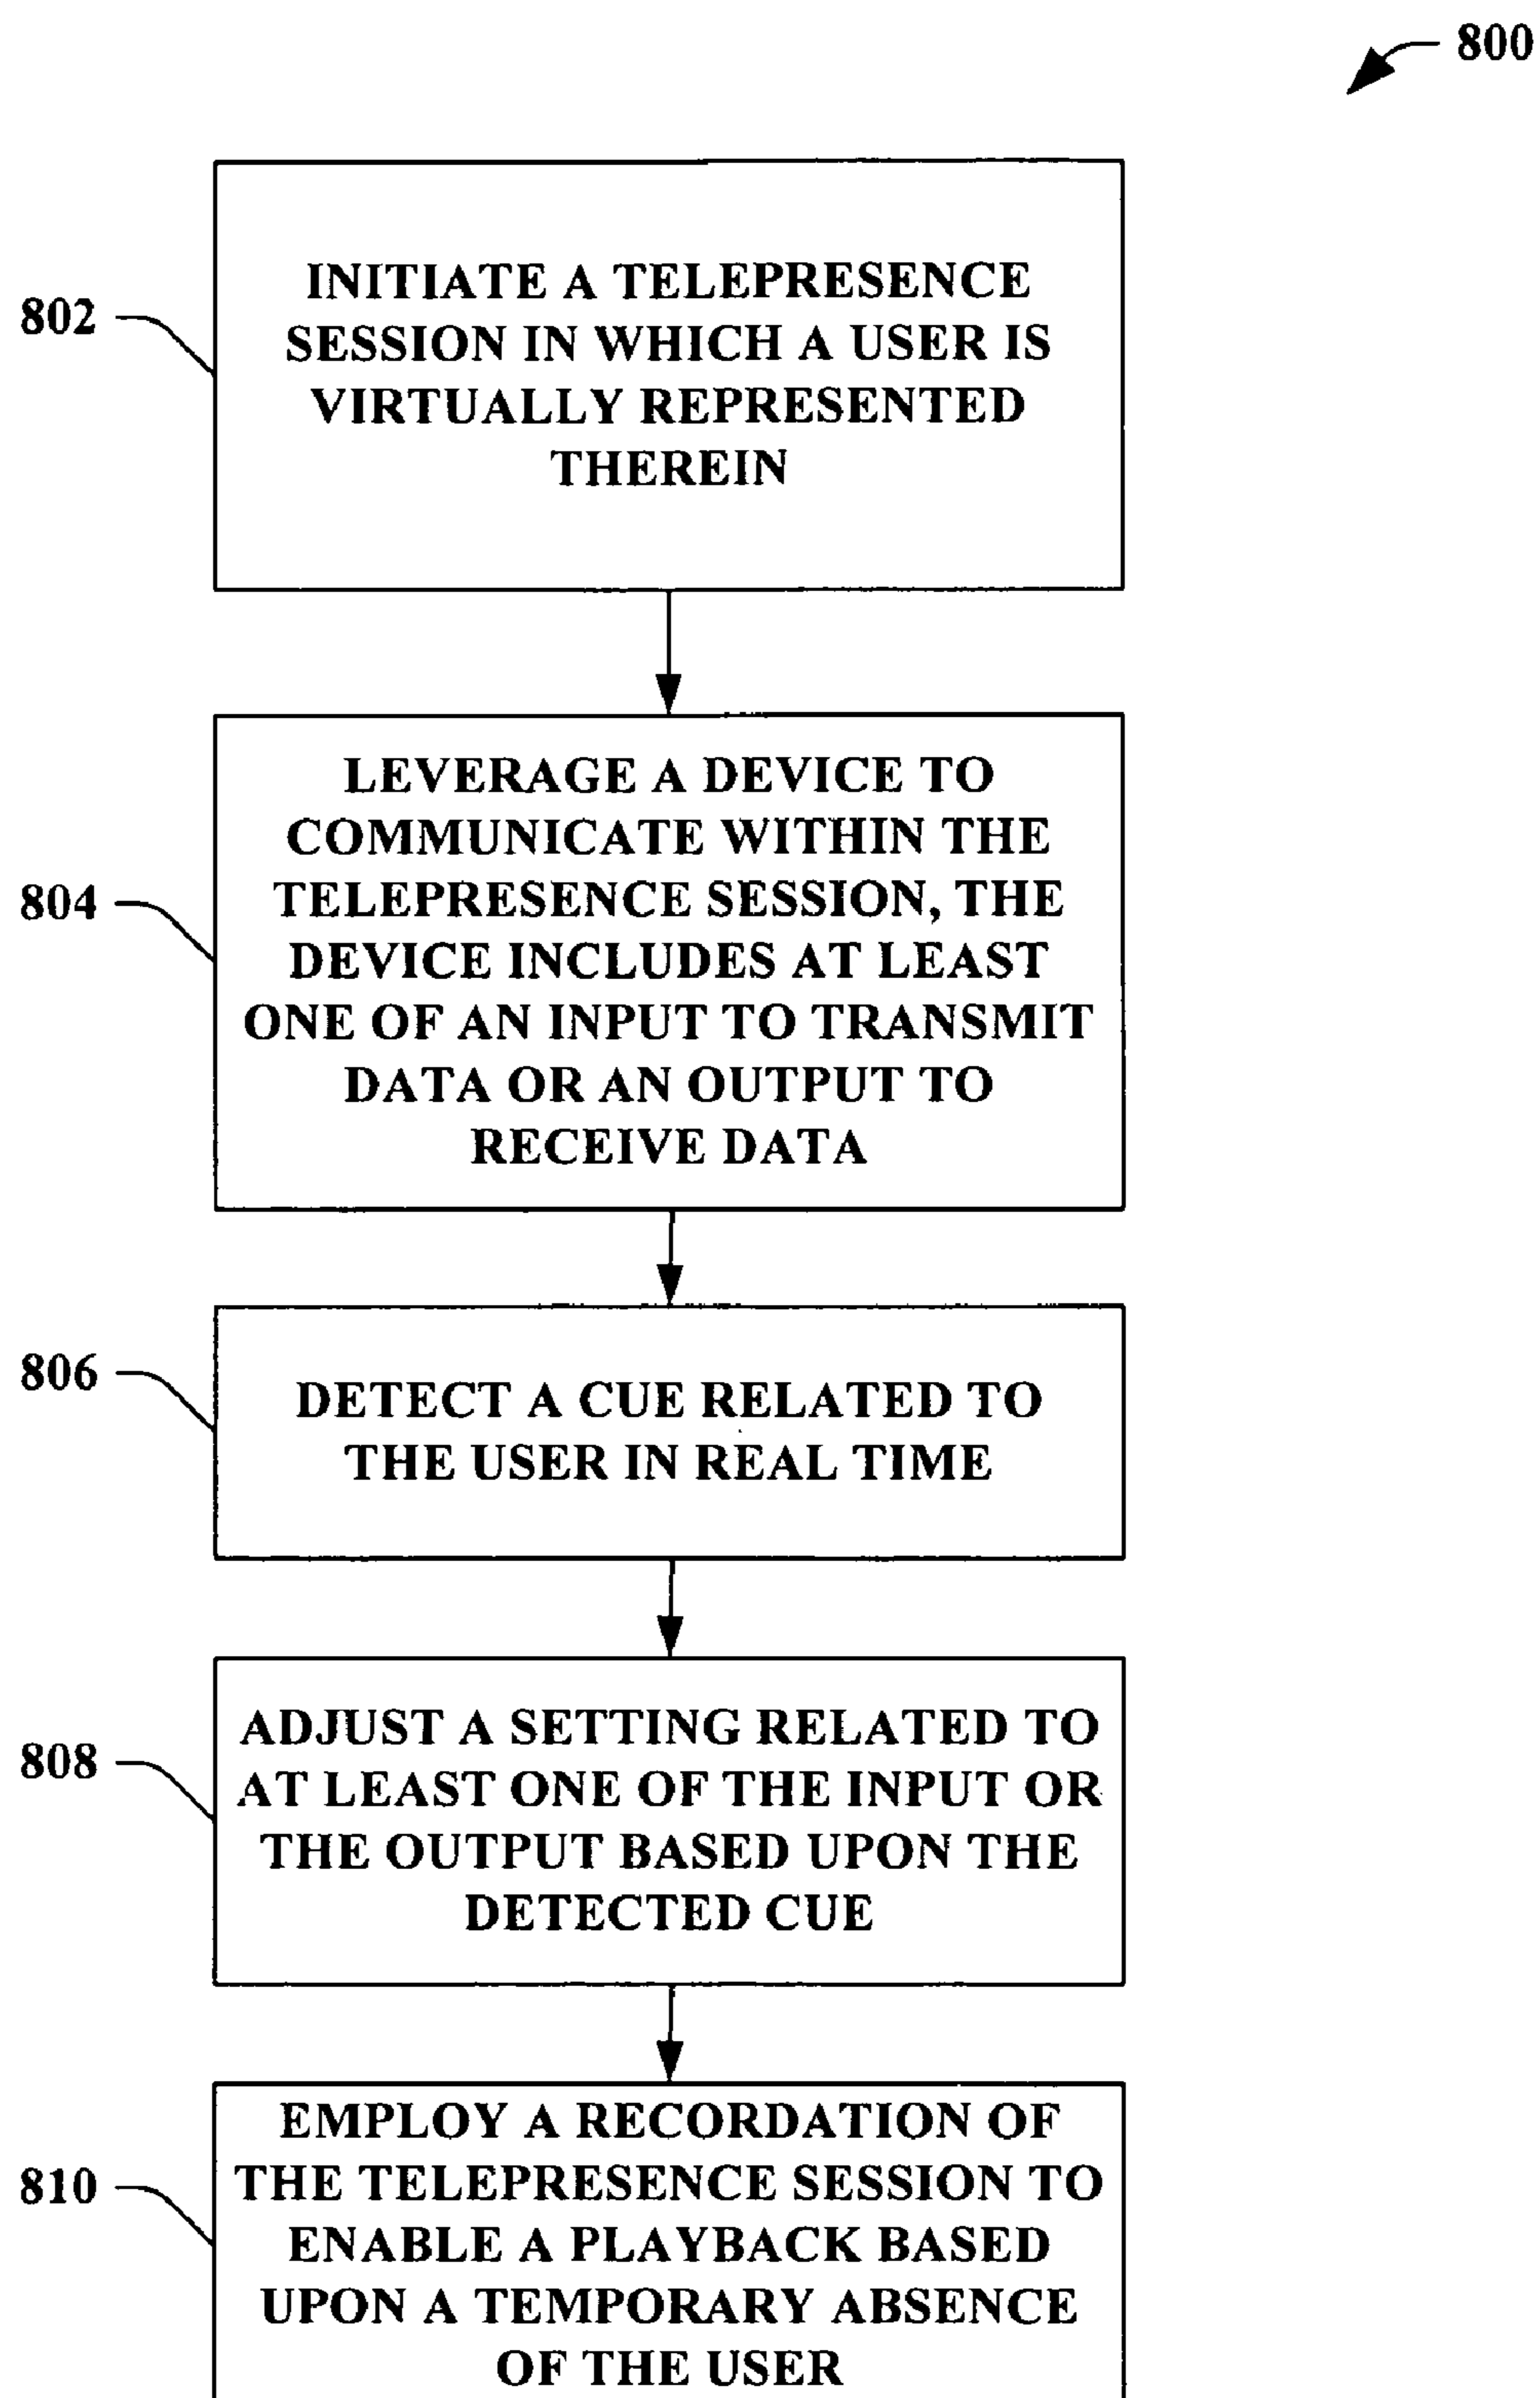 800
802
INITIATE A TELEPRESENCE
SESSION IN WHICH A USER IS
VIRTUALLY REPRESENTED
THEREIN
804
LEVERAGE A DEVICE TO
COMMUNICATE WITHIN THE
TELEPRESENCE SESSION, THE
DEVICE INCLUDES AT LEAST
ONE OF AN INPUT TO TRANSMIT
DATA OR AN OUTPUT TO
RECEIVE DATA
806
DETECT A CUE RELATED TO
THE USER IN REAL TIME
808
ADJUST A SETTING RELATED TO
AT LEAST ONE OF THE INPUT OR
THE OUTPUT BASED UPON THE
DETECTED CUE
810
EMPLOY A RECORDATION OF
THE TELEPRESENCE SESSION TO
ENABLE A PLAYBACK BASED
UPON A TEMPORARY ABSENCE
OF THE USER